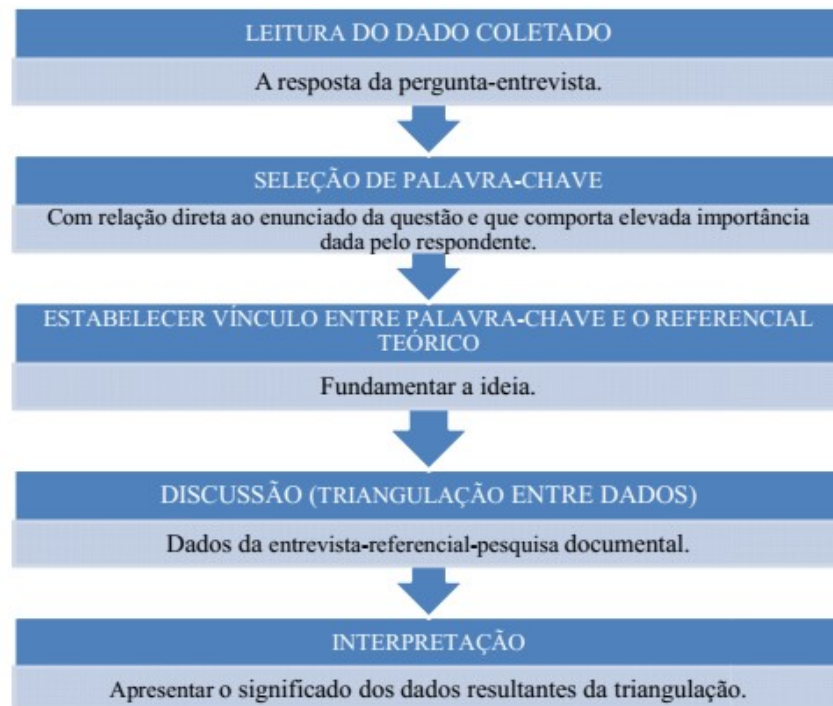 LEITURA DO DADO COLETADO
A resposta da pergunta-entrevista.
SELEÇÃO DE PALAVRA-CHAVE
Com relação direta ao enunciado da questão e que comporta elevada importância
dada pelo respondente.
ESTABELECER VÍNCULO ENTRE PALAVRA-CHAVE E O REFERENCIAL
TEÓRICO
Fundamentar a ideia.
DISCUSSÃO (TRIANGULAÇÃO ENTRE DADOS)
Dados da entrevista-referencial-pesquisa documental.
INTERPRETAÇÃO
Apresentar o significado dos dados resultantes da triangulação.